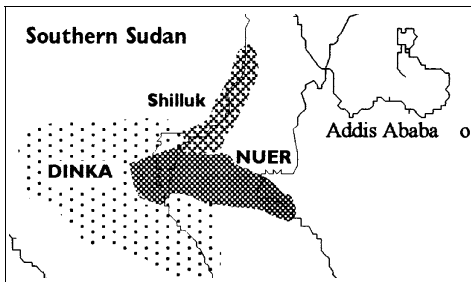 Southern Sudan
Shilluk
Addis Ababa o
DINKA
NUER